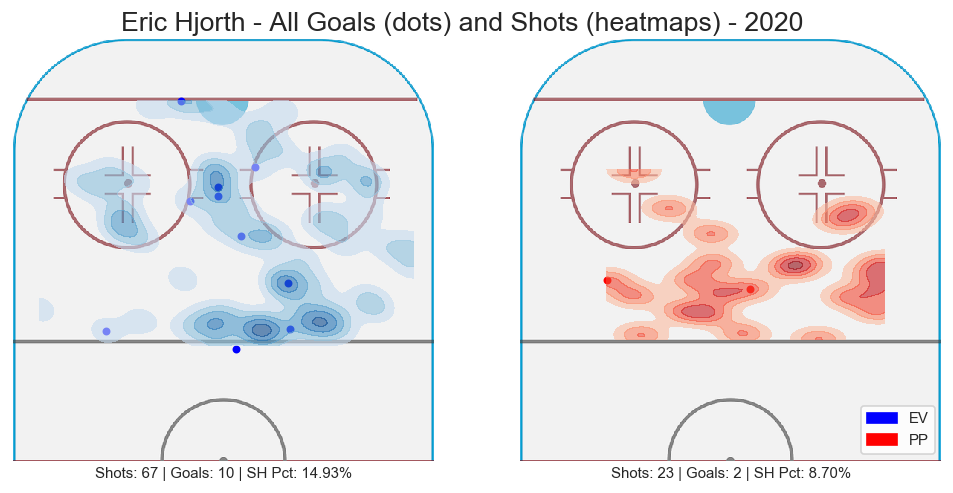 Eric Hjorth - All Goals (dots) and Shots (heatmaps) - 2020
EV
PP
Shots: 67 | Goals: 10 | SH Pct: 14.93%
Shots: 23 | Goals: 2 | SH Pct: 8.70%